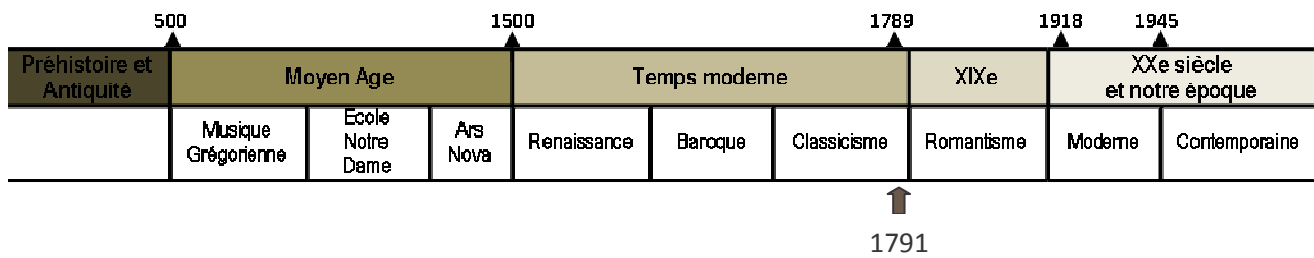 500 1500 1789 1918 1945
Préhistoire et
Antiquité
Moyen Age
Temps moderne
XIXe
XXe siècle
et notre époque
Musique
Grégorienne
Ecole
Notre
Dame
Ars
Nova
Renaissance
Baroque
Classicisme
Romantisme
Moderne
Contemporaine
1791